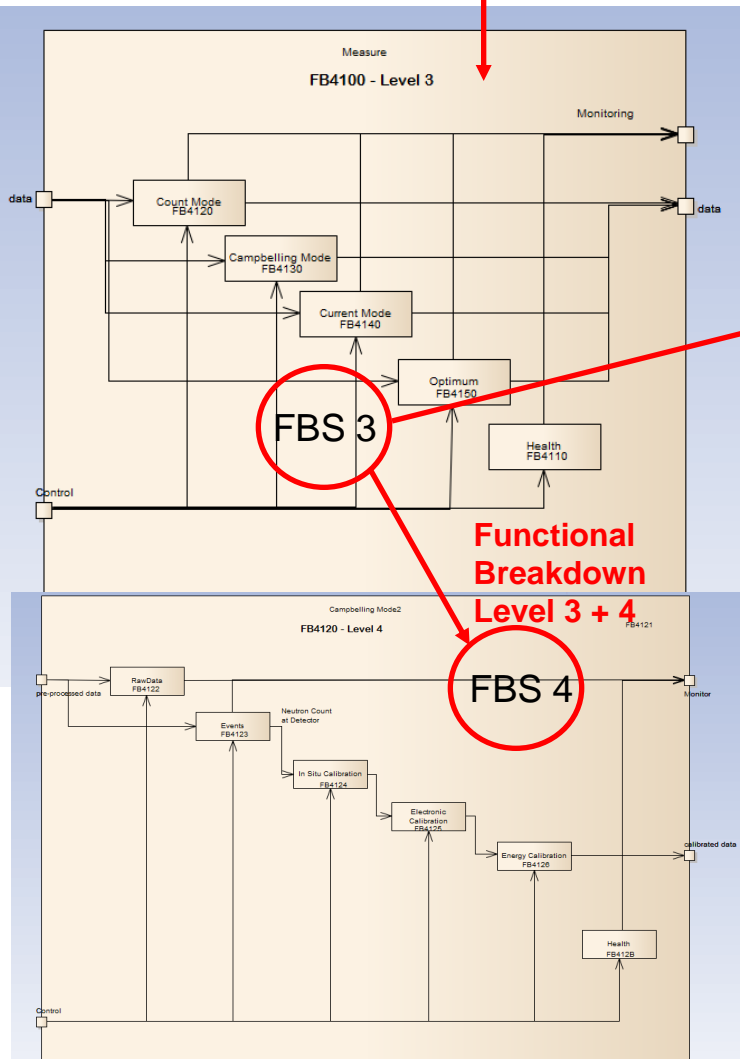 Measure
FB4100 - Level 3
Monitoring
data
Count Mode
FB4120
data
Campbelling Mode
FB4130
Current Mode
FB4140
Optimum
FB4150
FBS 3
Health
FB4110
Control
Functional
Breakdown
Level 3 + 4
Campbelling Mode2
FB4120 - Level 4
FB4121
RawData
FB4122
pre-processed data
FBS 4
Monitor
Events
FB4123
Neutron Count
at Detector
In Situ Calibration
FB4124
Electronic
Calibration
FB4125
Energy Calibration
FB4126
calibrated data
Health
FB412B
Control